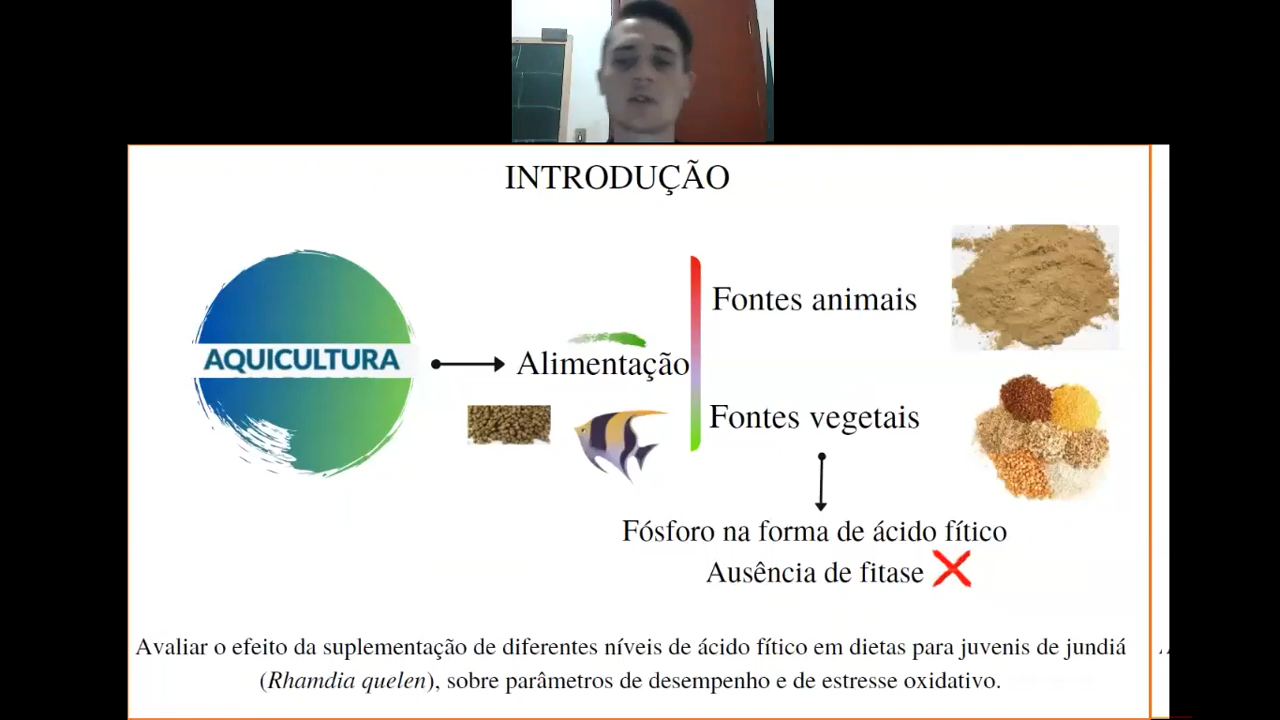 INTRODUÇÃO
Fontes animais
AQUICULTURA
Alimentação
Fontes vegetais
Fósforo na forma de ácido fítico
Ausência de fitase
Avaliar o efeito da suplementação de diferentes níveis de ácido fítico em dietas para juvenis de jundiá
(Rhamdia quelen), sobre parâmetros de desempenho e de estresse oxidativo.